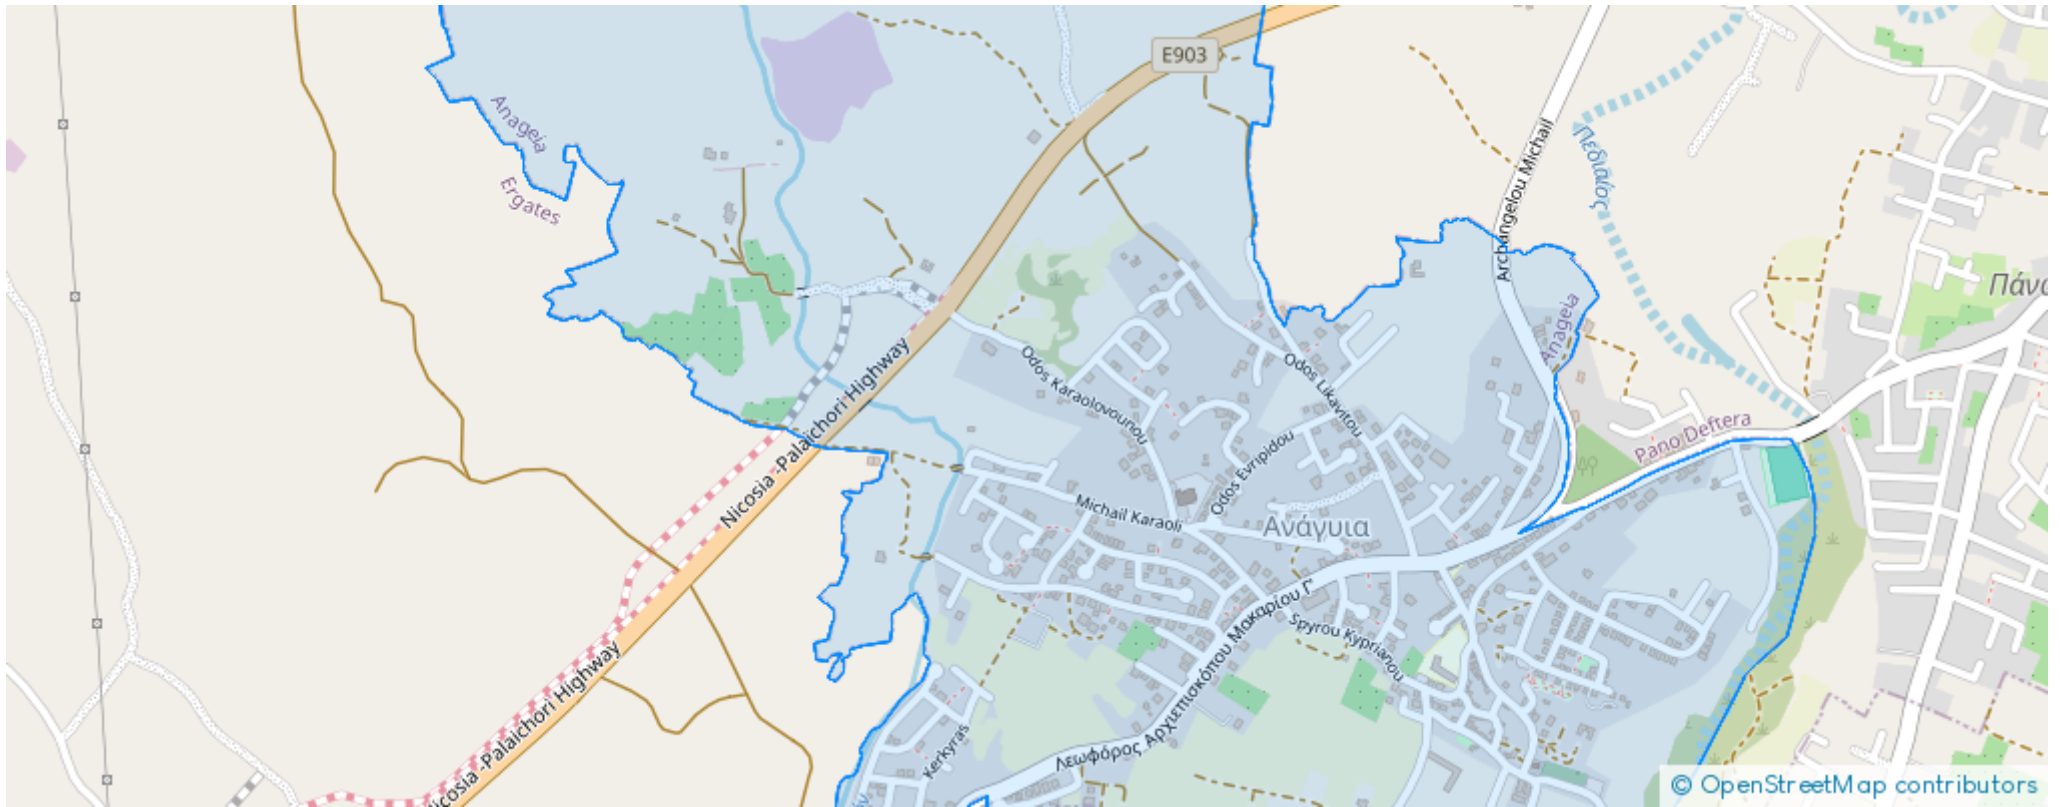 E903
Anageia
Ergates
Archangelou Michail
Πεδιαίος
Anageia
Nicosia -Palaichori Highway
Odos Karaolovounou
Odos Likavitou
Odos Evripidou
Pano Deftera
Michail Karaoli
Ανάγυια
Spyrou Kyprianou
Λεωφόρος Αρχιεπισκόπου Μακαρίου Γ'
Nicosia -Palaichori Highway
Kerkyras
© OpenStreetMap contributors